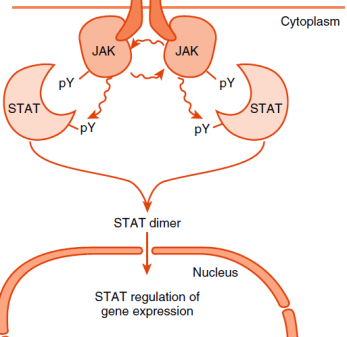 Cytoplasm
JAK
JAK
pY
pY
STAT
STAT
pY
pY
STAT dimer
Nucleus
STAT regulation of
gene expression